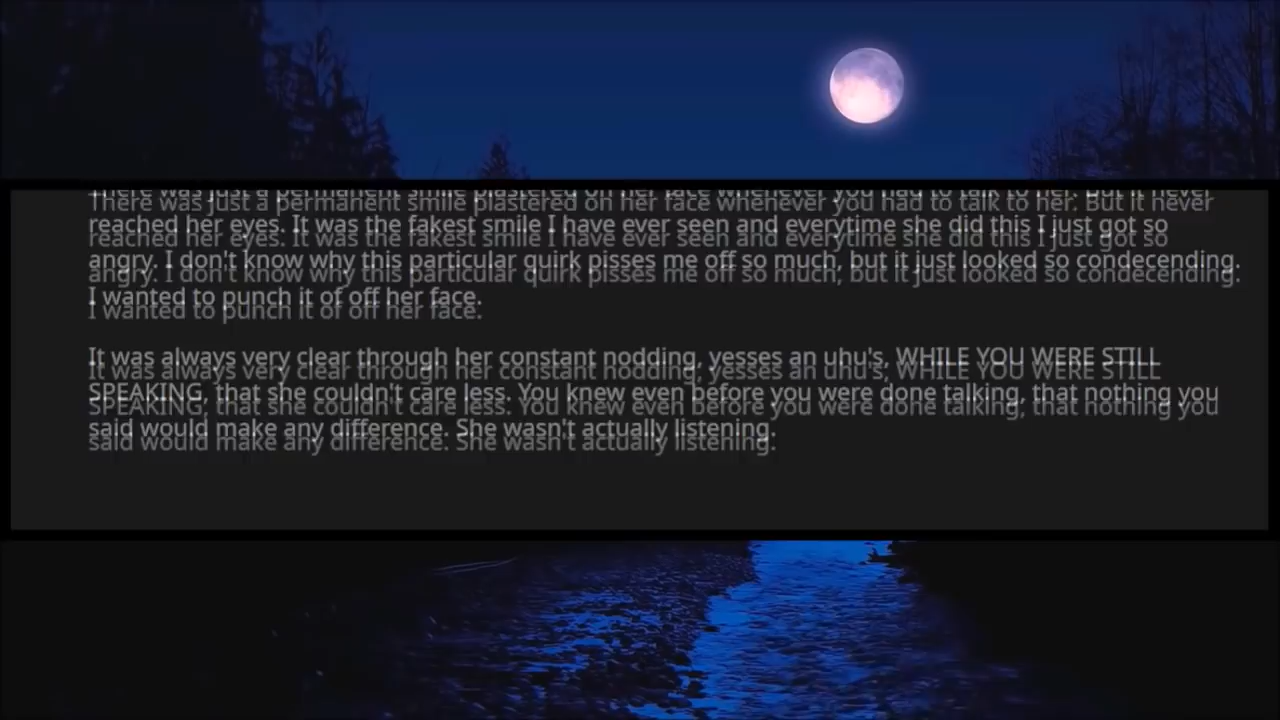 There was just a permanent smile plastered on her face whenever you had to talk to her. But it never
reached her eyes. It was the fakest smile I have ever seen and everytime she did this I just got so
angry. I don't know why this particular quirk pisses me off so much, but it just looked so condecending.
I wanted to punch it of off her face.
It was always very clear through her constant nodding, yesses an uhu's, WHILE YOU WERE STILL
SPEAKING, that she couldn't care less. You knew even before you were done talking, that nothing you
said would make any difference. She wasn't actually listening.